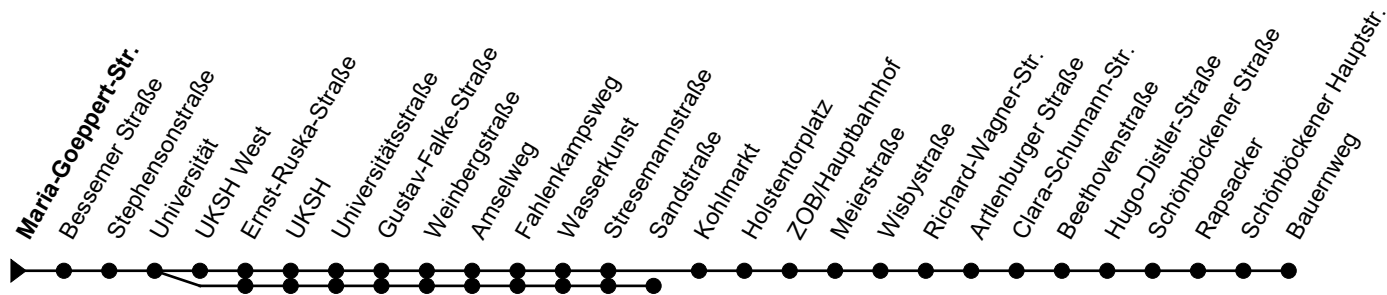 Maria-Goeppert-Str.
Bessemer Straße
Stephensonstraße
Universität
UKSH West
Ernst-Ruska-Straße
UKSH
Universitätsstraße
Gustav-Falke-Straße
Weinbergstraße
Amselweg
Fahlenkampsweg
Wasserkunst
Stresemannstraße
Sandstraße
Kohlmarkt
Holstentorplatz
ZOB/Hauptbahnhof
Meierstraße
Wisbystraße
Richard-Wagner-Str.
Artlenburger Straße
Clara-Schumann-Str.
Beethovenstraße
Hugo-Distler-Straße
Schönböckener Straße
Rapsacker
Schönböckener Hauptstr.
Bauernweg